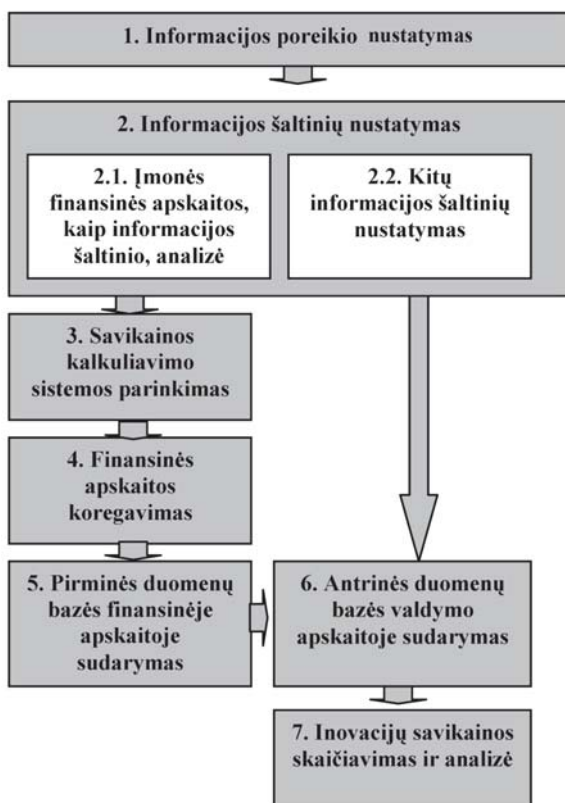 1. Informacijos poreikio nustatymas
2. Informacijos šaltinių nustatymas
2.1. Įmonės
finansinės apskaitos,
kaip informacijos
šaltinio, analizė
2.2. Kitų
informacijos šaltinių
nustatymas
3. Savikainos
kalkuliavimo
sistemos parinkimas
4. Finansinės
apskaitos
koregavimas
5. Pirminės duomenų
bazės finansinėje
apskaitoje
sudarymas
6. Antrinės duomenų
bazės valdymo
apskaitoje sudarymas
7. Inovacijų savikainos
skaičiavimas ir analizė